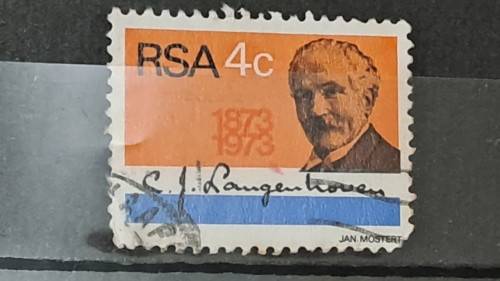 RSA 4c
1873
1973
C. J. Langenhoven
JAN MOSTERT